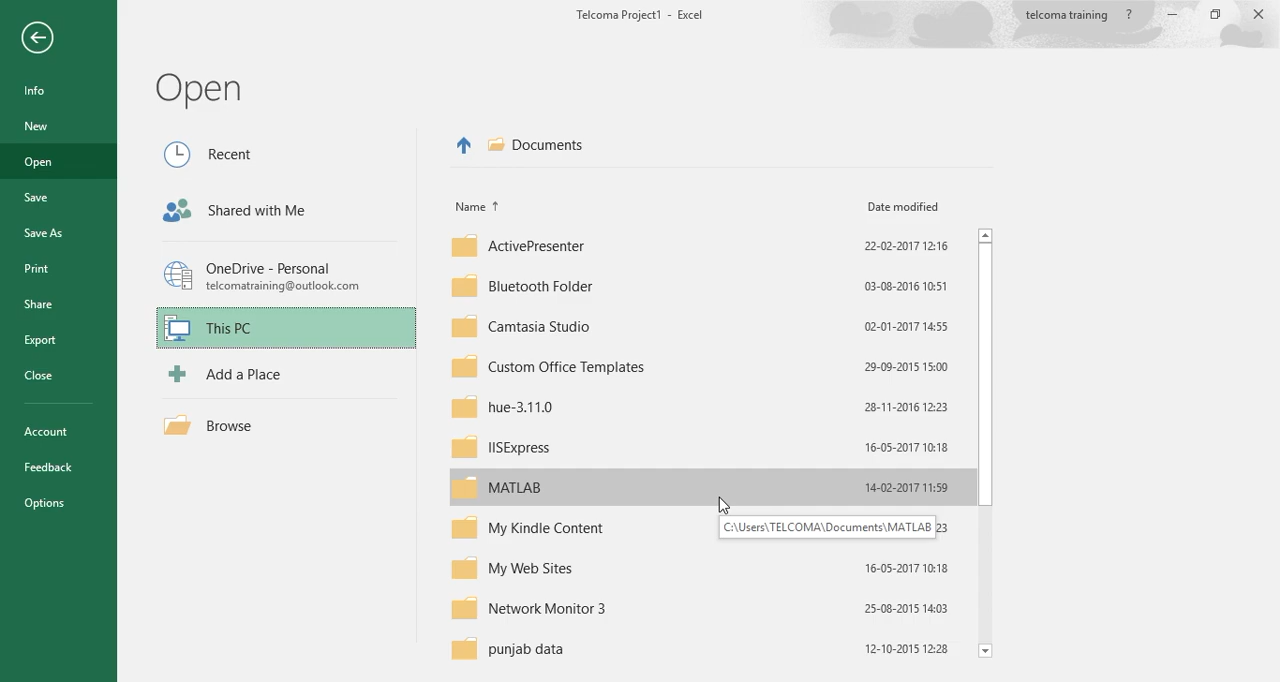 Telcoma Project1 - Excel
telcoma training ?
Info
New
Open
Save
Save As
Print
Share
Export
Close
Account
Feedback
Options
Open
Recent
Shared with Me
OneDrive - Personal
telcomatraining@outlook.com
This PC
Add a Place
Browse
Documents
Name ↑ Date modified
ActivePresenter 22-02-2017 12:16
Bluetooth Folder 03-08-2016 10:51
Camtasia Studio 02-01-2017 14:55
Custom Office Templates 29-09-2015 15:00
hue-3.11.0 28-11-2016 12:23
IISExpress 16-05-2017 10:18
MATLAB 14-02-2017 11:59
My Kindle Content 23
C:\Users\TELCOMA\Documents\MATLAB
My Web Sites 16-05-2017 10:18
Network Monitor 3 25-08-2015 14:03
punjab data 12-10-2015 12:28